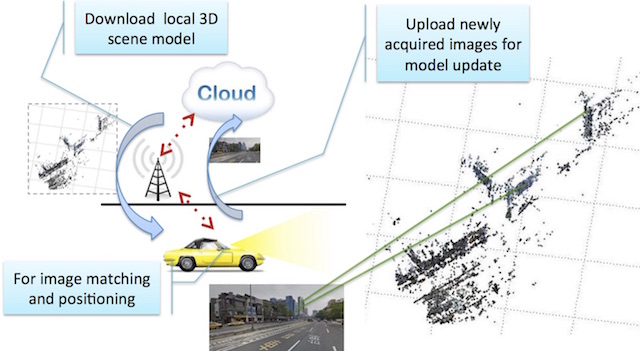 Download local 3D
scene model
Upload newly
acquired images for
model update
Cloud
For image matching
and positioning